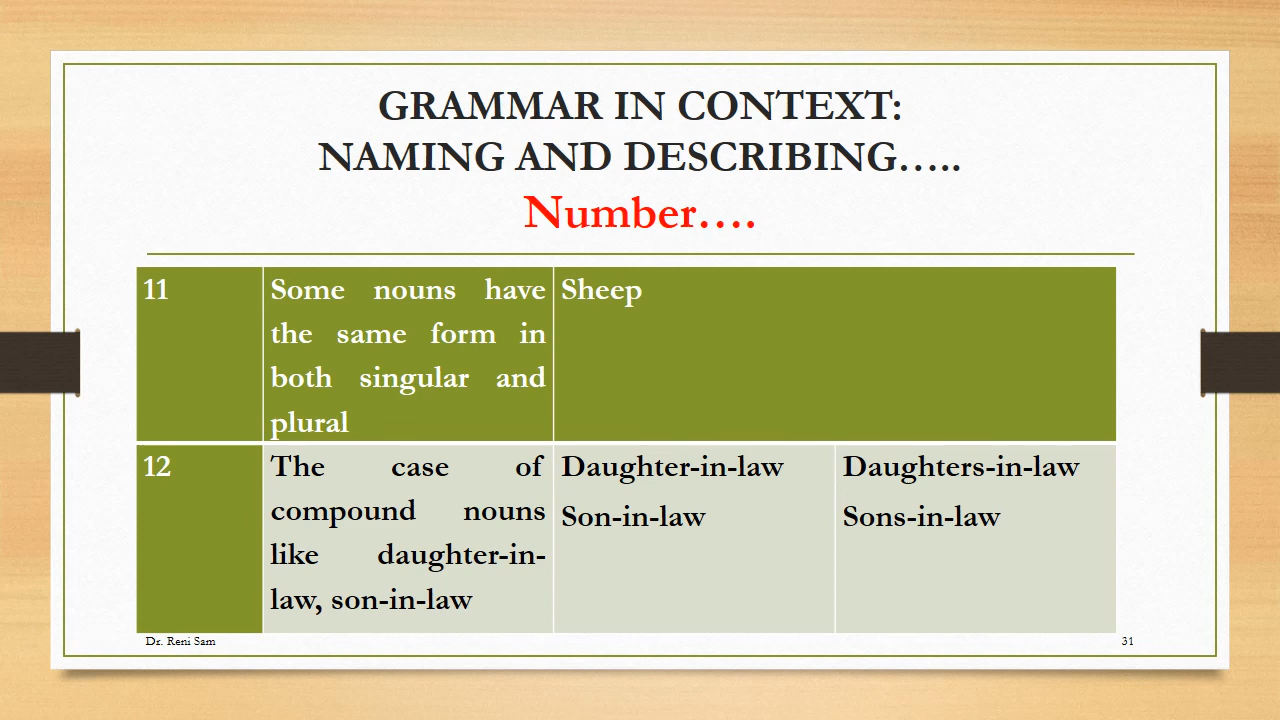 GRAMMAR IN CONTEXT:
NAMING AND DESCRIBING…..
Number….
11
Some nouns have
the same form in
both singular and
plural
Sheep
12
The case of
compound nouns
like daughter-in-
law, son-in-law
Daughter-in-law
Son-in-law
Daughters-in-law
Sons-in-law
Dr. Reni Sam
31